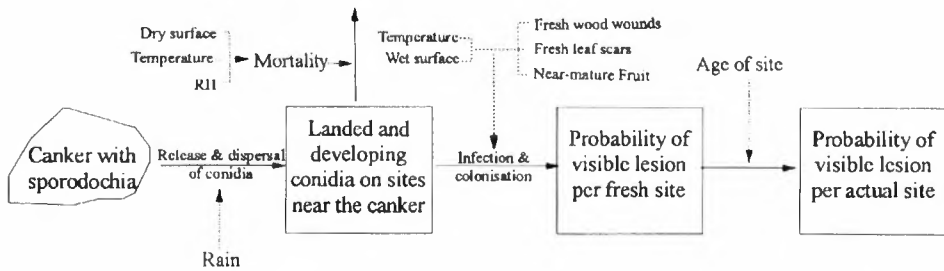 Dry surface
Temperature
RH
Mortality
Temperature
Wet surface
Fresh wood wounds
Fresh leaf scars
Near-mature Fruit
Age of site
Canker with
sporodochia
Release & dispersal
of conidia
Rain
Landed and
developing
conidia on sites
near the canker
Infection &
colonisation
Probability of
visible lesion
per fresh site
Probability of
visible lesion
per actual site